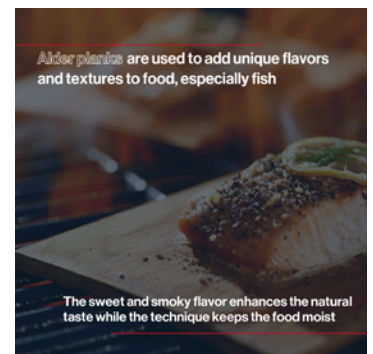 Alder planks are used to add unique flavors
and textures to food, especially fish
The sweet and smoky flavor enhances the natural
taste while the technique keeps the food moist